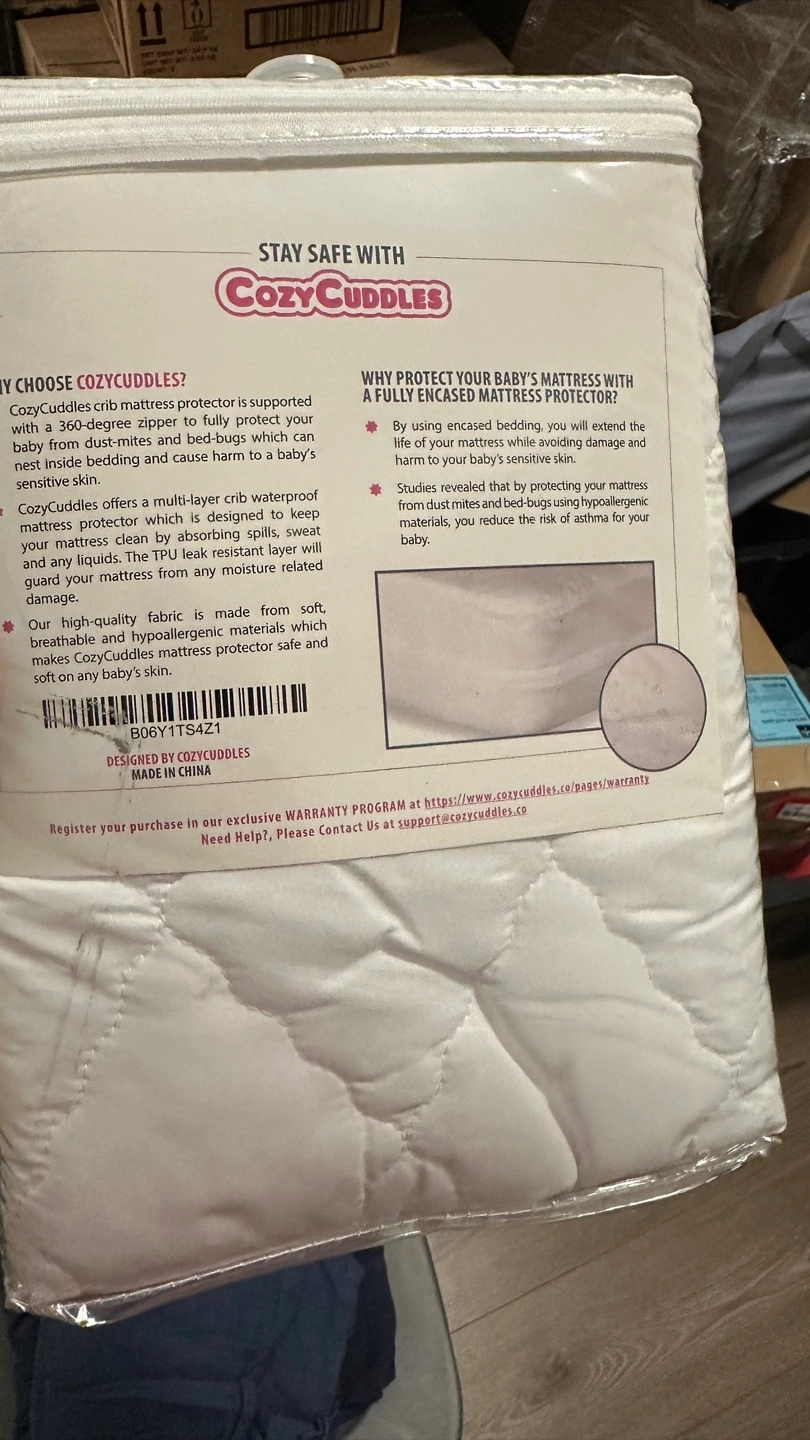 STAY SAFE WITH
COZYCUDDLES
Y CHOOSE COZYCUDDLES?
CozyCuddles crib mattress protector is supported
with a 360-degree zipper to fully protect your
baby from dust-mites and bed-bugs which can
nest inside bedding and cause harm to a baby's
sensitive skin.
CozyCuddles offers a multi-layer crib waterproof
mattress protector which is designed to keep
your mattress clean by absorbing spills, sweat
and any liquids. The TPU leak resistant layer will
guard your mattress from any moisture related
damage.
Our high-quality fabric is made from soft,
breathable and hypoallergenic materials which
makes CozyCuddles mattress protector safe and
soft on any baby's skin.
B06Y1TS4Z1
DESIGNED BY COZYCUDDLES
MADE IN CHINA
WHY PROTECT YOUR BABY'S MATTRESS WITH
A FULLY ENCASED MATTRESS PROTECTOR?
By using encased bedding, you will extend the
life of your mattress while avoiding damage and
harm to your baby's sensitive skin.
Studies revealed that by protecting your mattress
from dust mites and bed-bugs using hypoallergenic
materials, you reduce the risk of asthma for your
baby.
Register your purchase in our exclusive WARRANTY PROGRAM at https://www.cozycuddles.co/pages/warranty
Need Help?, Please Contact Us at support@cozycuddles.co